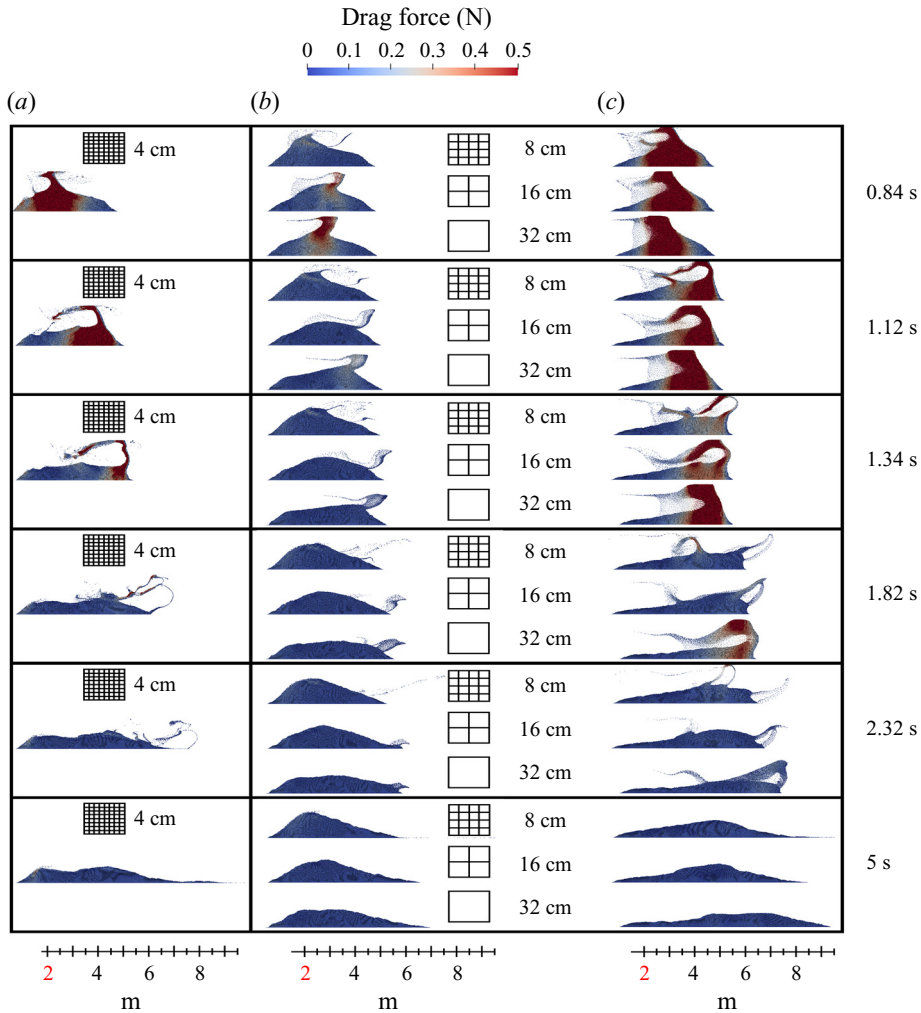 Drag force (N)
0 0.1 0.2 0.3 0.4 0.5
(a) (b) (c)
4 cm 8 cm
16 cm 0.84 s
32 cm
4 cm 8 cm
16 cm 1.12 s
32 cm
4 cm 8 cm
16 cm 1.34 s
32 cm
4 cm 8 cm
16 cm 1.82 s
32 cm
4 cm 8 cm
16 cm 2.32 s
32 cm
4 cm 8 cm
16 cm 5 s
32 cm
2 4 6 8 2 4 6 8 2 4 6 8
m m m